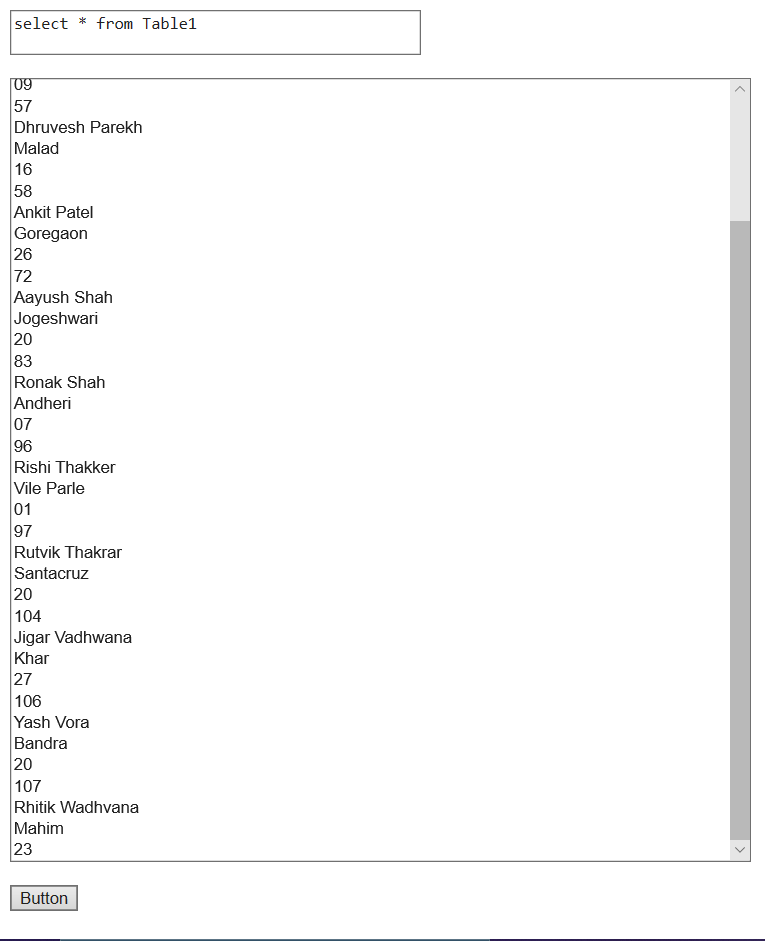 select * from Table1
09
57
Dhruvesh Parekh
Malad
16
58
Ankit Patel
Goregaon
26
72
Aayush Shah
Jogeshwari
20
83
Ronak Shah
Andheri
07
96
Rishi Thakker
Vile Parle
01
97
Rutvik Thakrar
Santacruz
20
104
Jigar Vadhwana
Khar
27
106
Yash Vora
Bandra
20
107
Rhitik Wadhvana
Mahim
23
Button